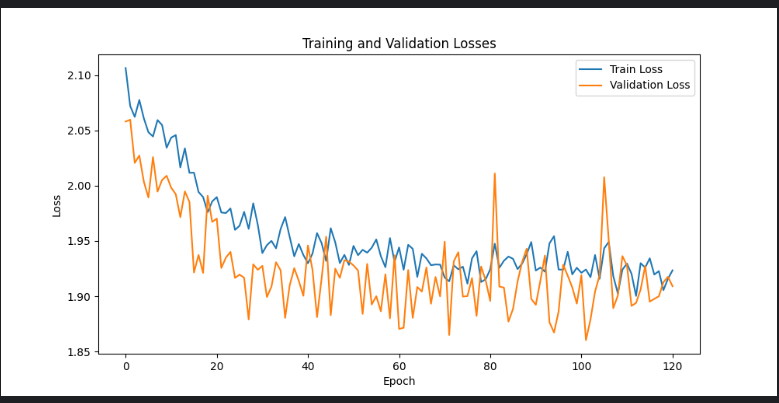 Training and Validation Losses
Train Loss
Validation Loss
2.10
2.05
2.00
1.95
1.90
1.85
Loss
0
20
40
60
80
100
120
Epoch